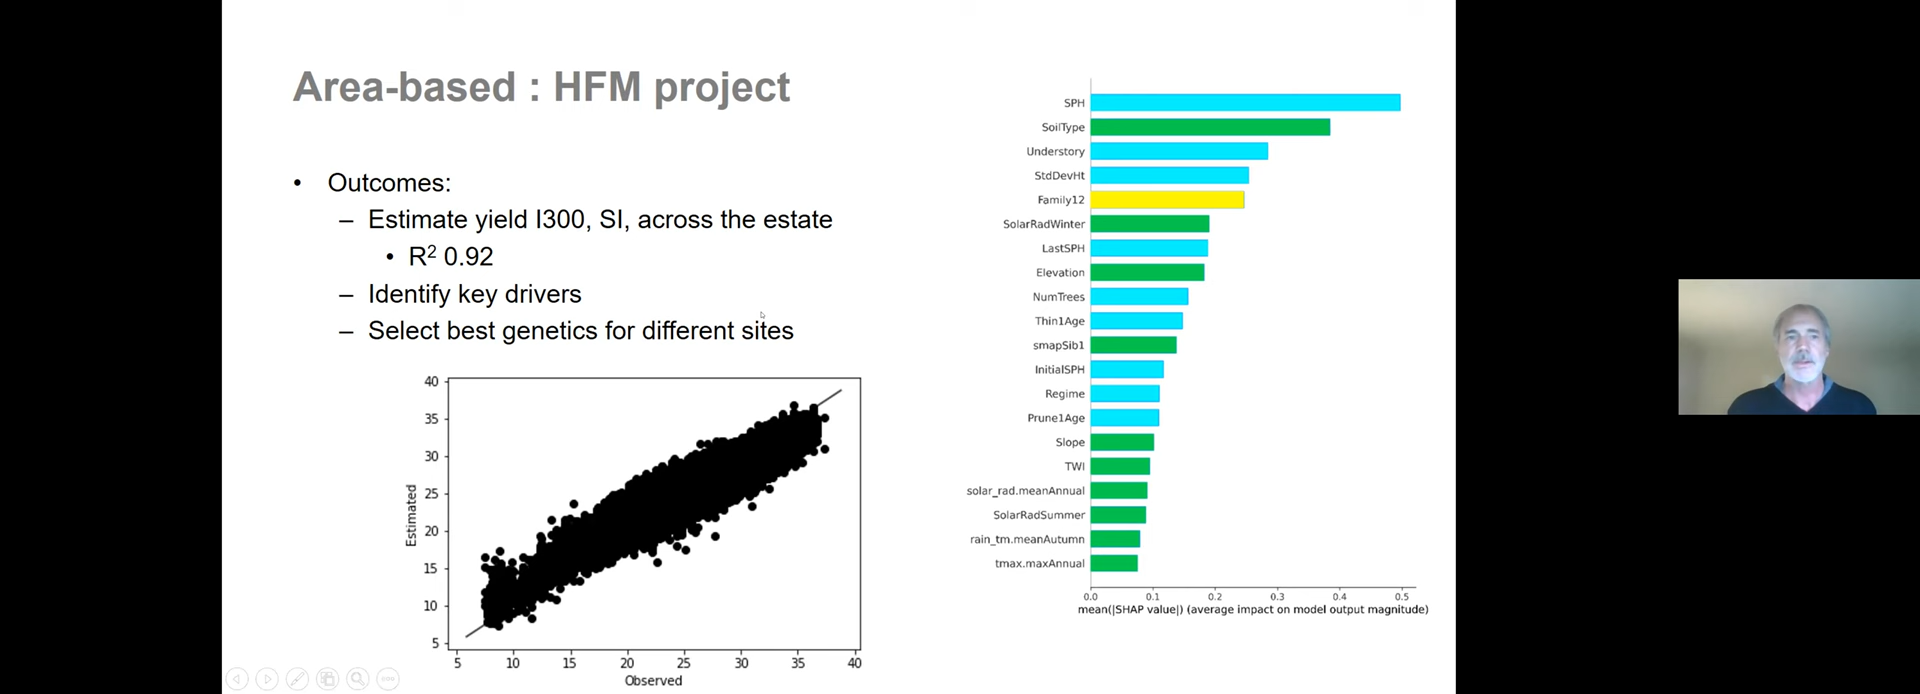 Area-based : HFM project
• Outcomes:
– Estimate yield I300, SI, across the estate
• R² 0.92
– Identify key drivers
– Select best genetics for different sites
40
35
30
25
20
15
10
5
Estimated
5 10 15 20 25 30 35 40
Observed
SPH
SoilType
Understory
StdDevHt
Family12
SolarRadWinter
LastSPH
Elevation
NumTrees
Thin1Age
smapSib1
InitialSPH
Regime
Prune1Age
Slope
TWI
solar_rad.meanAnnual
SolarRadSummer
rain_tm.meanAutumn
tmax.maxAnnual
0.0 0.1 0.2 0.3 0.4 0.5
mean(|SHAP value|) (average impact on model output magnitude)